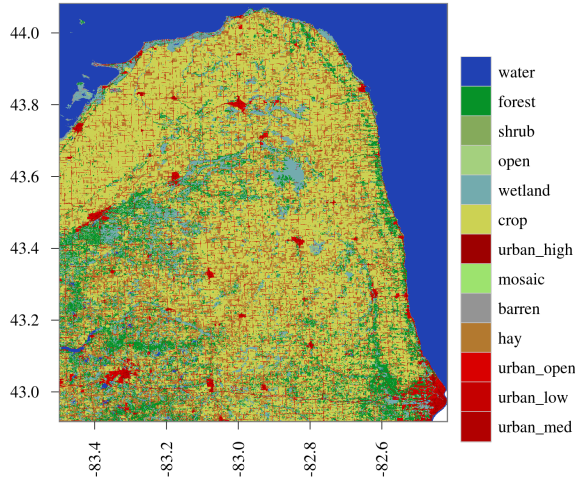 44.0
43.8
43.6
43.4
43.2
43.0
-83.4
-83.2
-83.0
-82.8
-82.6
water
forest
shrub
open
wetland
crop
urban_high
mosaic
barren
hay
urban_open
urban_low
urban_med